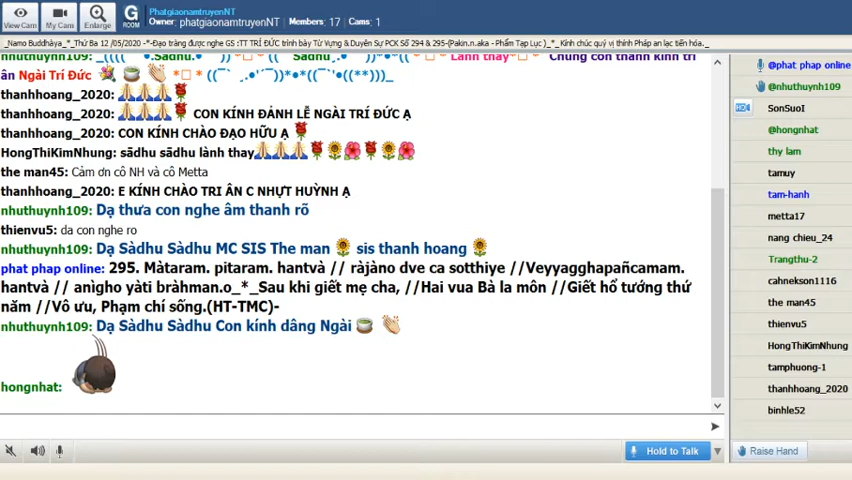 View Cam
My Cam
Enlarge
G
ROOM
PhatgiaonamtruyenNT
Owner: phatgiaonamtruyenNT Members: 17 Cams: 1
_Namo Buddhàya_*_Thứ Ba 12 /05/2020 -*-Đạo tràng được nghe GS :TT TRÍ ĐỨC trình bày Từ Vựng & Duyên Sự PCK Số 294 & 295-(Pakin.n.aka - Phẩm Tạp Lục )_*_Kính chúc quý vị thính Pháp an lạc tiến hóa._
ân Ngài Trí Đức
thanhhoang_2020:
thanhhoang_2020: CON KÍNH ĐẢNH LỄ NGÀI TRÍ ĐỨC Ạ
thanhhoang_2020: CON KÍNH CHÀO ĐẠO HỮU Ạ
HongThiKimNhung: sādhu sādhu lành thay
the man45: Cảm ơn cô NH và cô Metta
thanhhoang_2020: E KÍNH CHÀO TRI ÂN C NHỰT HUỲNH Ạ
nhuthuynh109: Dạ thưa con nghe âm thanh rõ
thienvu5: da con nghe ro
nhuthuynh109: Dạ Sàdhu Sàdhu MC SIS The man sis thanh hoang
phat phap online: 295. Màtaram. pitaram. hantvà // ràjàno dve ca sotthiye //Veyyagghapañcamam.
hantvà // anìgho yàti bràhman.o_*_Sau khi giết mẹ cha, //Hai vua Bà la môn //Giết hổ tướng thứ
năm //Vô ưu, Phạm chí sống.(HT-TMC)-
nhuthuynh109: Dạ Sàdhu Sàdhu Con kính dâng Ngài
hongnhat:
Hold to Talk
@phat phap online
@nhuthuynh109
SonSuoI
@hongnhat
thy lam
tamuy
tam-hanh
metta17
nang chieu_24
Trangthu-2
cahnekson1116
the man45
thienvu5
HongThiKimNhung
tamphuong-1
thanhhoang_2020
binhle52
Raise Hand